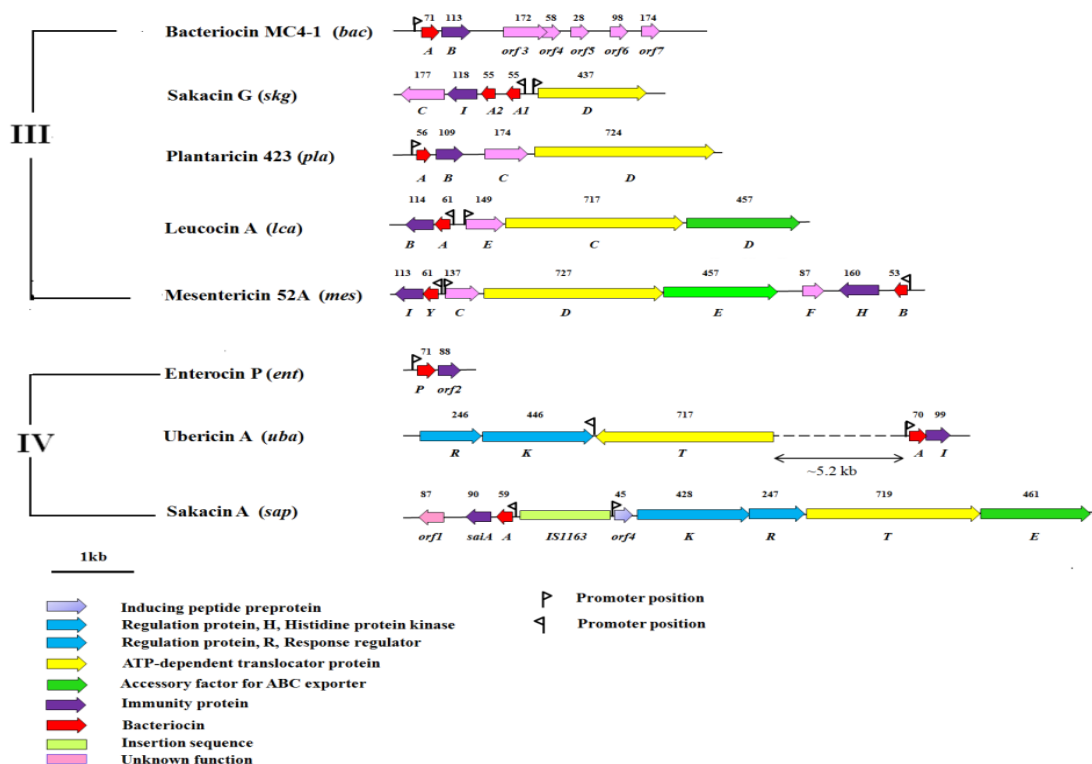 71 113 172 58 28 98 174
Bacteriocin MC4-1 (bac)
A B orf3 orf4 orf5 orf6 orf7
177 118 55 55 437
Sakacin G (skg)
C I A2 A1 D
III
56 109 174 724
Plantaricin 423 (pla)
A B C D
114 61 149 717 457
Leucocin A (lca)
B A E C D
113 61 137 727 457 87 160 53
Mesentericin 52A (mes)
I Y C D E F H B
71 88
Enterocin P (ent)
P orf2
246 446 717 70 99
Ubericin A (uba)
IV
R K T A I
~5.2 kb
87 90 59 45 428 247 719 461
Sakacin A (sap)
orf1 saiA A IS1163 orf4 K R T E
1kb
Inducing peptide preprotein
Regulation protein, H, Histidine protein kinase
Regulation protein, R, Response regulator
ATP-dependent translocator protein
Accessory factor for ABC exporter
Immunity protein
Bacteriocin
Insertion sequence
Unknown function
Promoter position
Promoter position